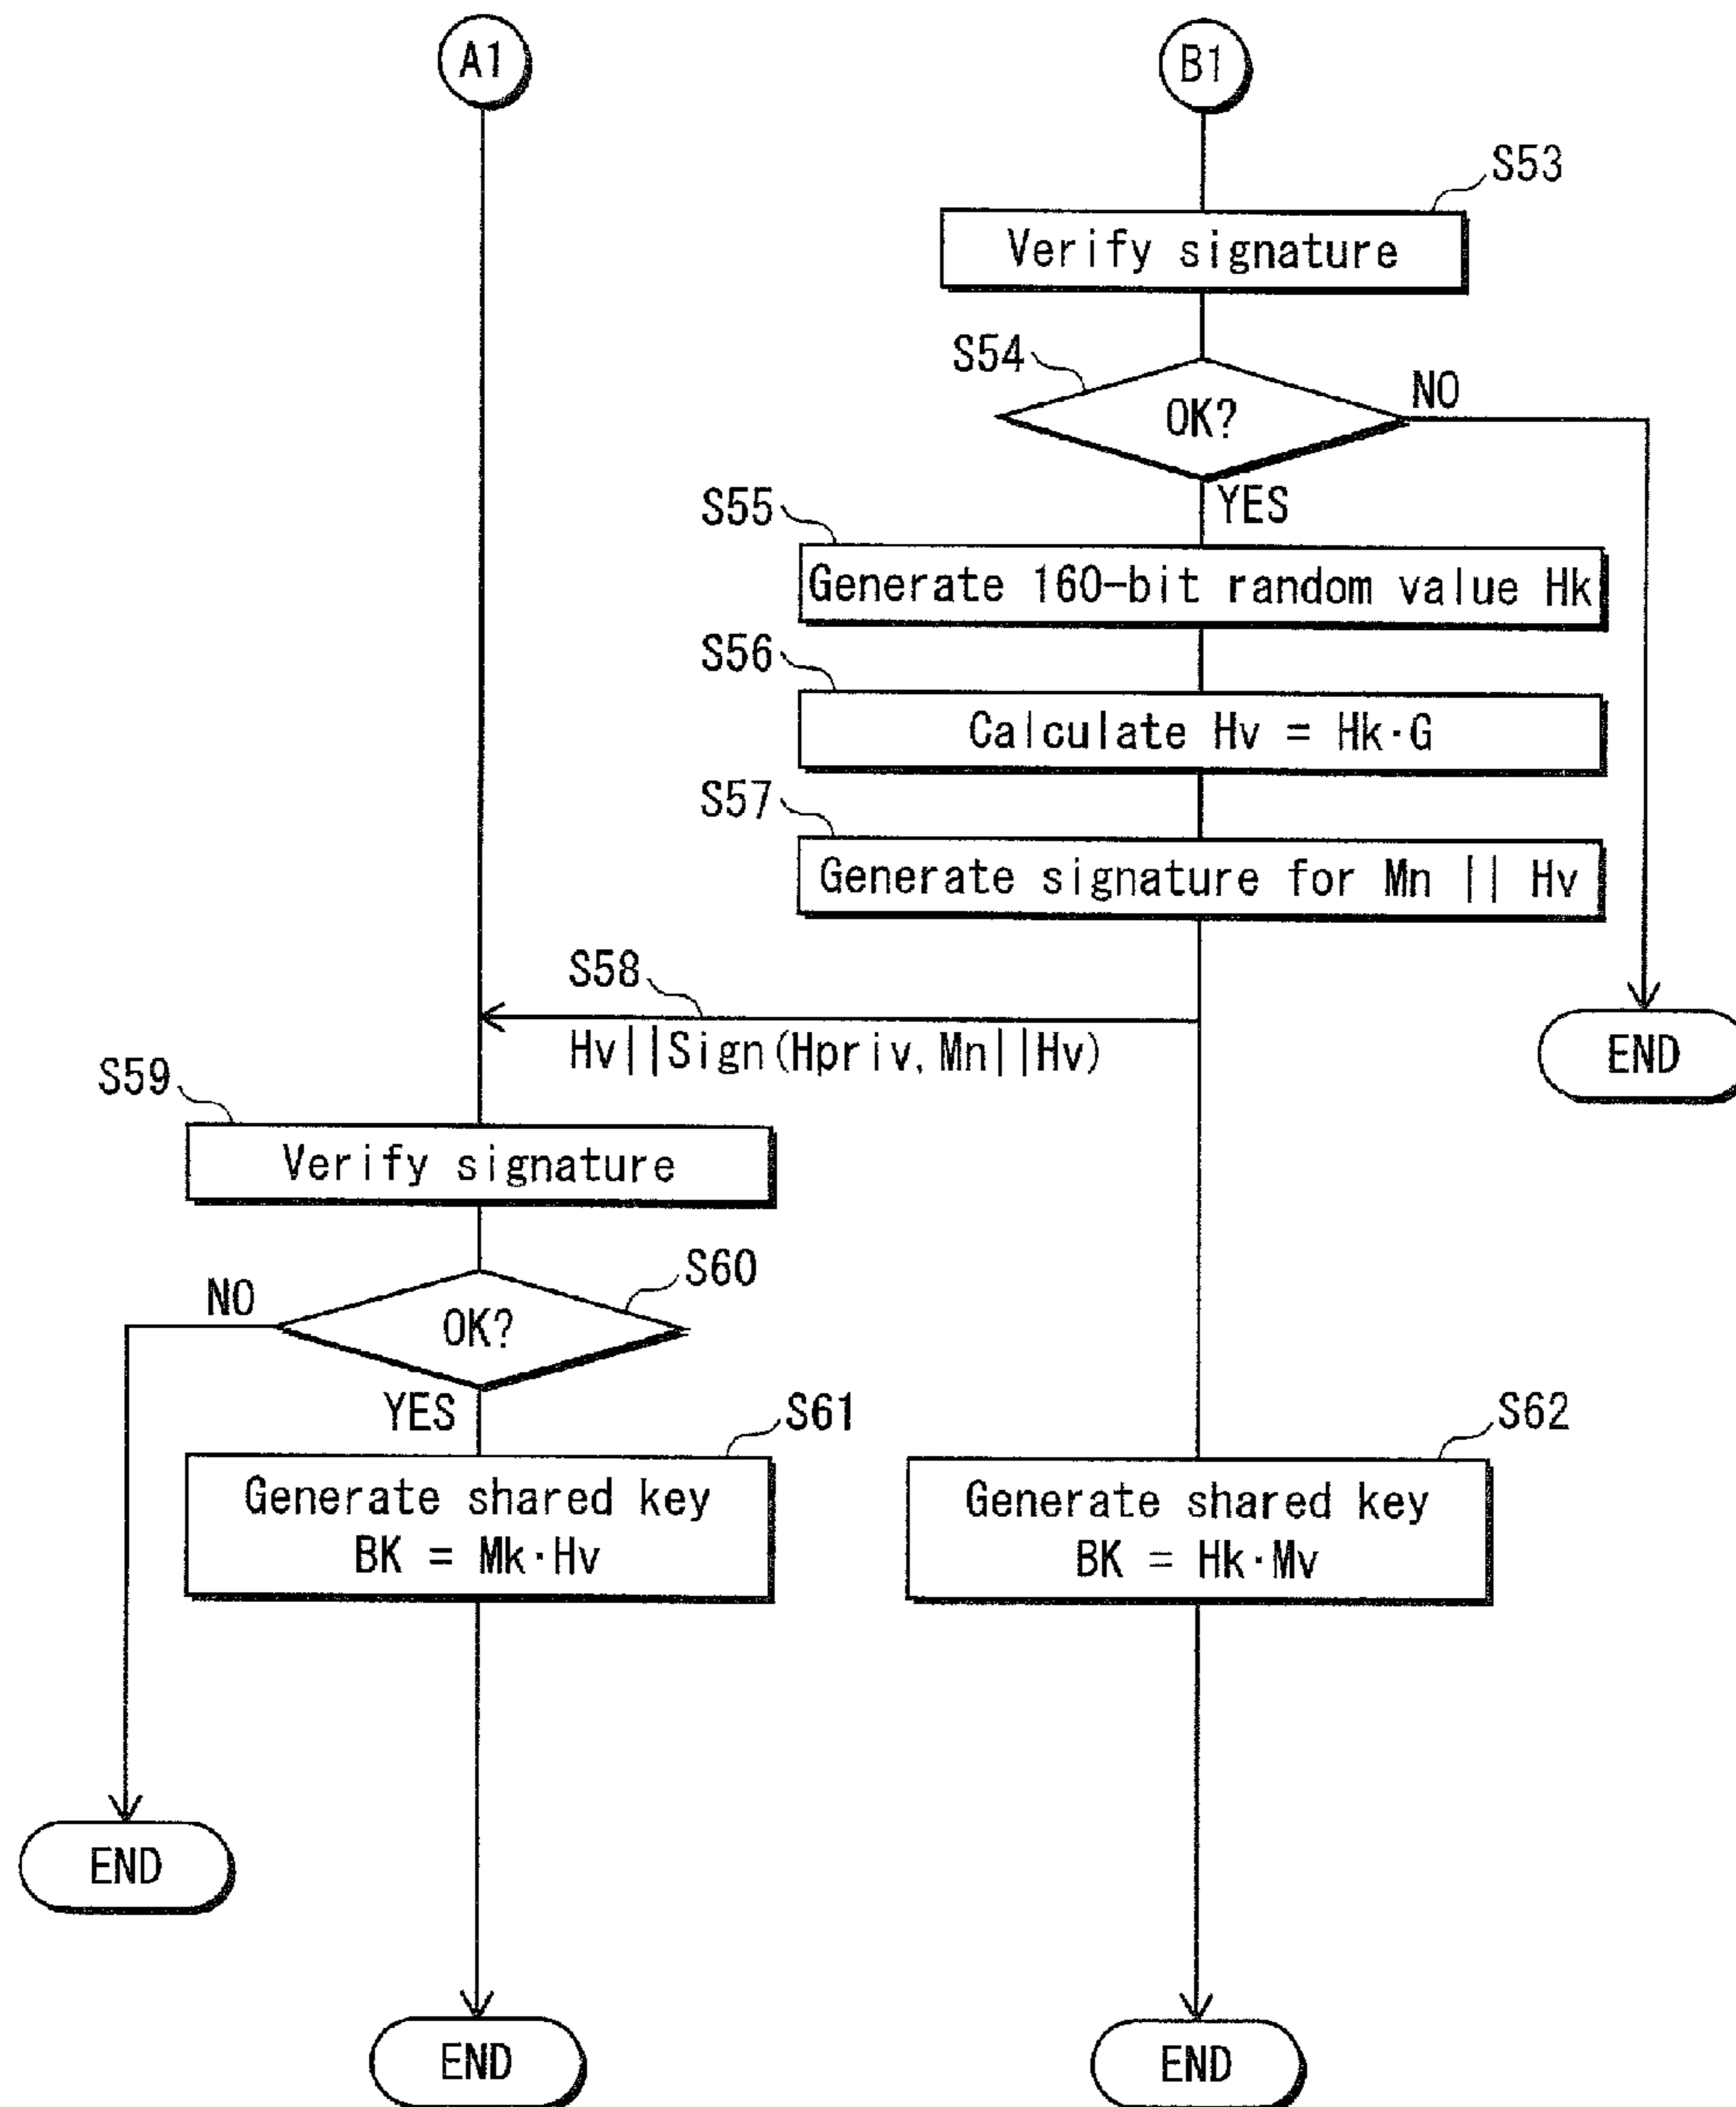 A1
B1
S53
Verify signature
S54
OK?
NO
YES
S55
Generate 160-bit random value Hk
S56
Calculate Hv = Hk·G
S57
Generate signature for Mn || Hv
S58
Hv||Sign(Hpriv, Mn||Hv)
END
S59
Verify signature
S60
NO
OK?
YES
S61
Generate shared key
BK = Mk·Hv
S62
Generate shared key
BK = Hk·Mv
END
END
END